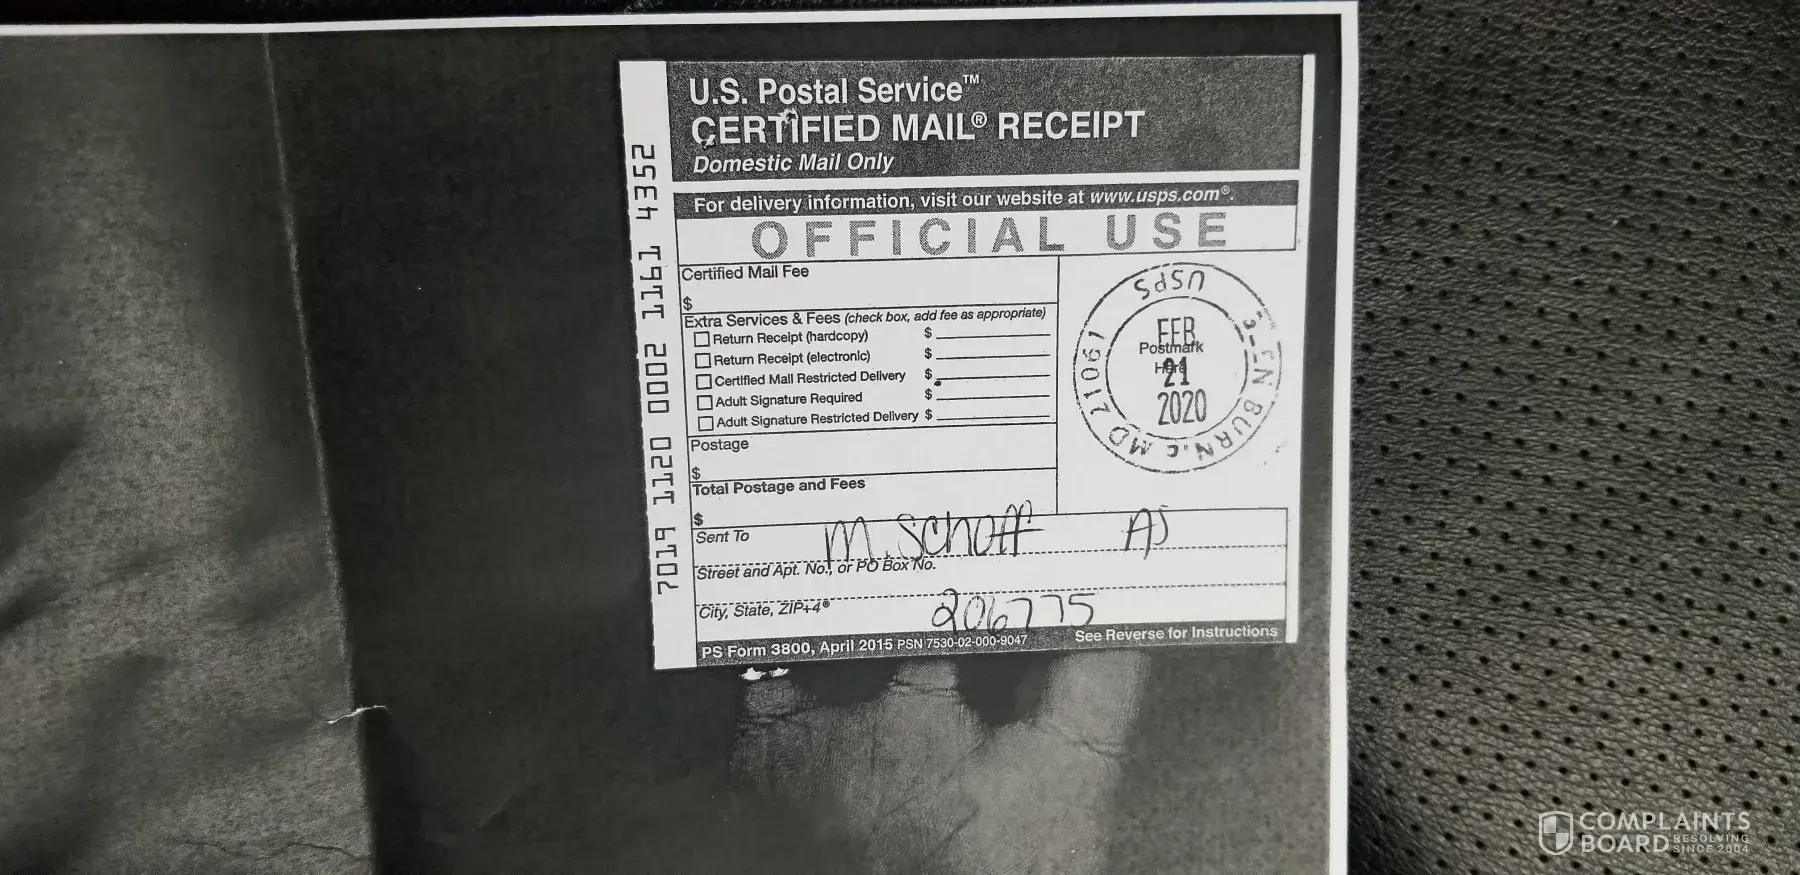 U.S. Postal Service™
CERTIFIED MAIL® RECEIPT
Domestic Mail Only
For delivery information, visit our website at www.usps.com®.
OFFICIAL USE
7019 1120 0002 1161 4352
Certified Mail Fee
$
Extra Services & Fees (check box, add fee as appropriate)
Return Receipt (hardcopy) $
Return Receipt (electronic) $
Certified Mail Restricted Delivery $
Adult Signature Required $
Adult Signature Restricted Delivery $
Postage
$
Total Postage and Fees
$
USPS
MD 21061
FEB
Postmark
Here
21
2020
Sent To M. Schoff
Street and Apt. No., or PO Box No.
City, State, ZIP+4® 206775
PS Form 3800, April 2015 PSN 7530-02-000-9047 See Reverse for Instructions
COMPLAINTS
BOARD RESOLVING
SINCE 2004